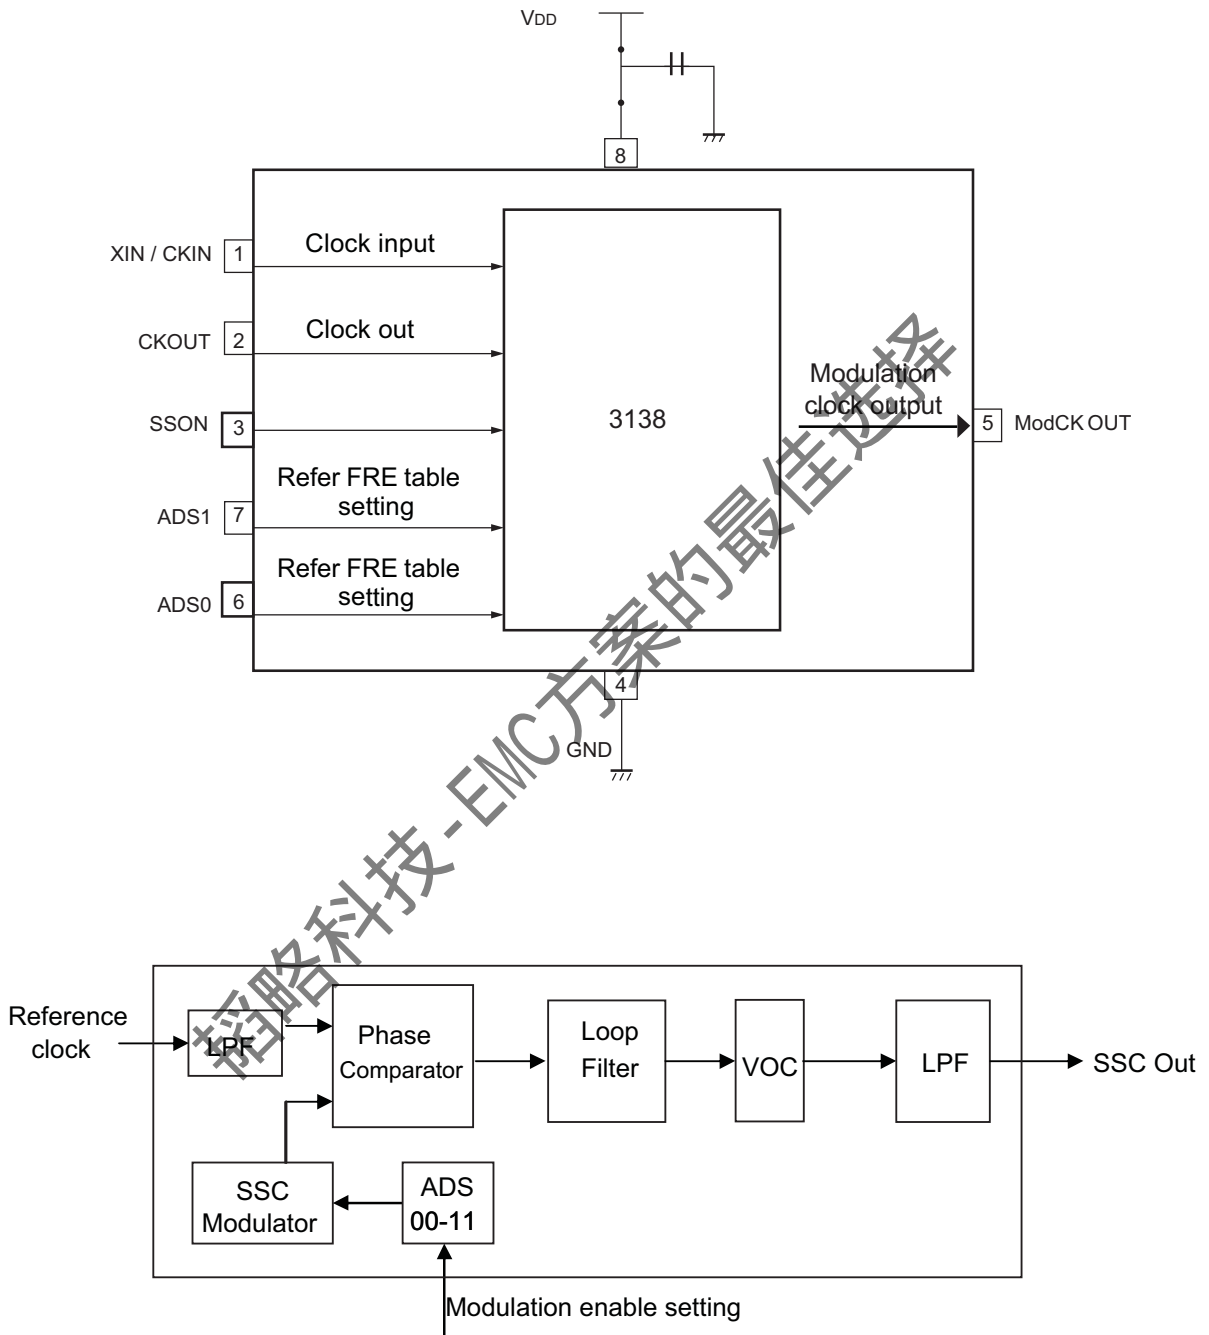 VDD
8
XIN / CKIN
1
Clock input
CKOUT
2
Clock out
SSON
3
3138
Modulation
clock output
5
ModCK OUT
Refer FRE table
setting
ADS1
7
Refer FRE table
setting
ADS0
6
4
GND
韬略科技-EMC方案的最佳选择
Reference
clock
LPF
Phase
Comparator
Loop
Filter
VOC
LPF
SSC Out
SSC
Modulator
ADS
00-11
Modulation enable setting